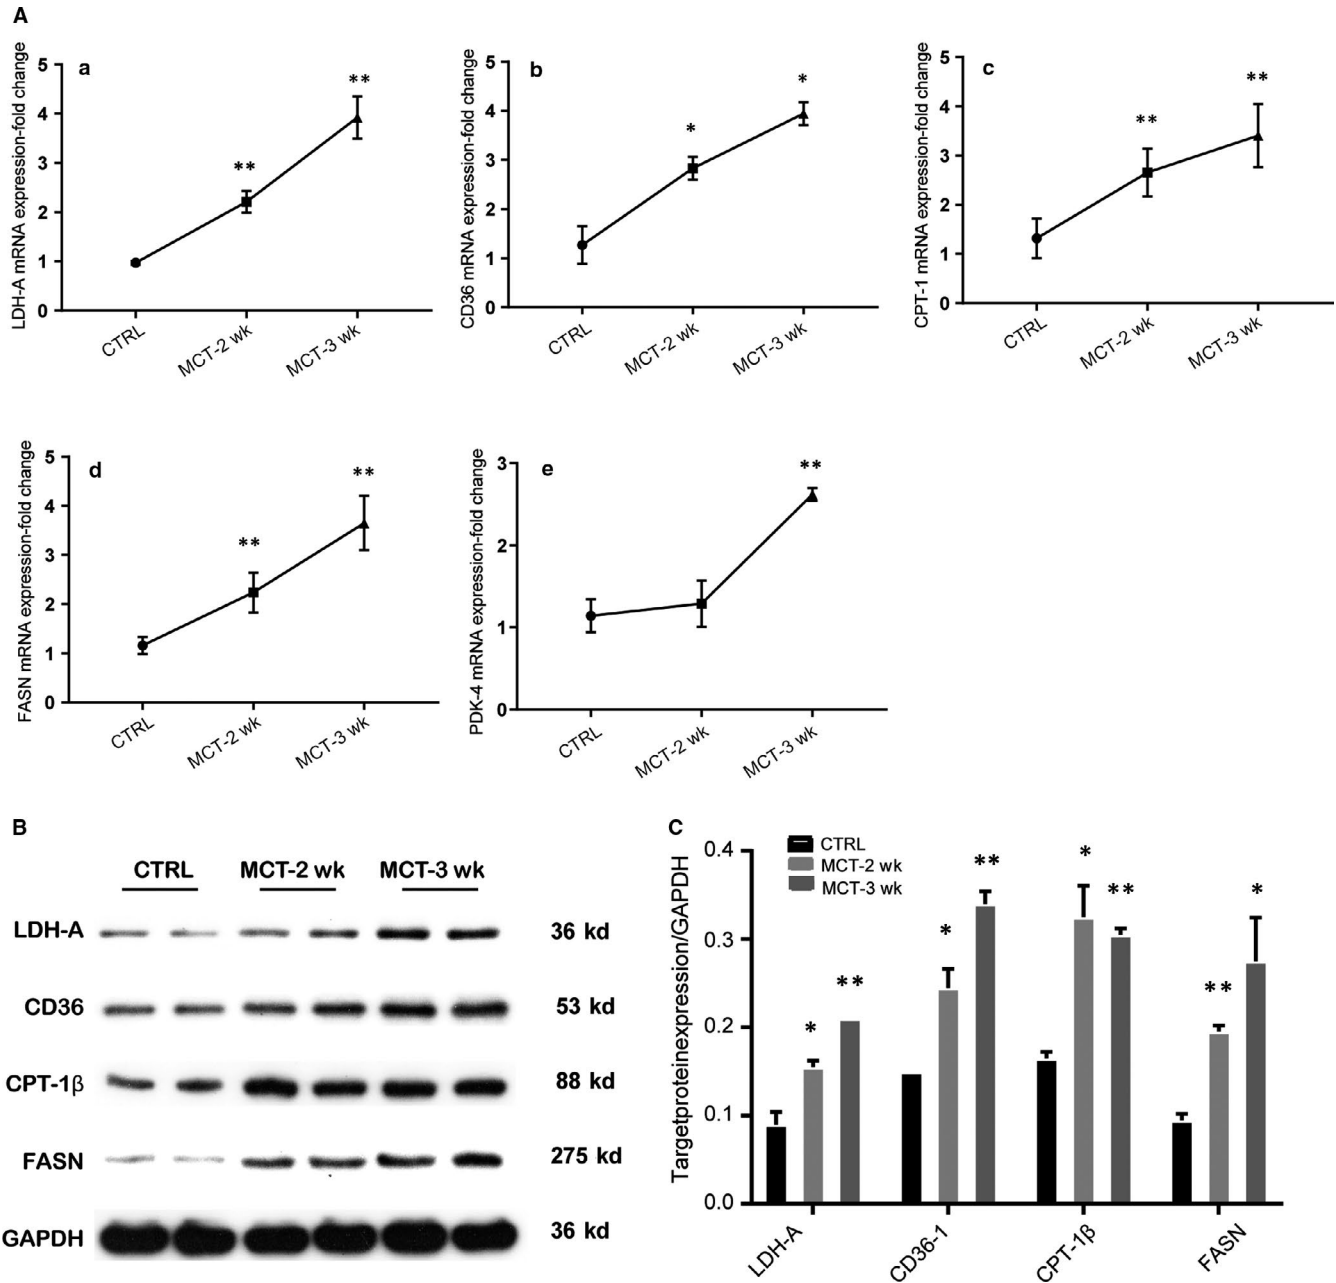 A
a
LDH-A mRNA expression-fold change
5
4
3
2
1
0
**
**
CTRL
MCT-2 wk
MCT-3 wk
b
CD36 mRNA expression-fold change
5
4
3
2
1
0
*
*
CTRL
MCT-2 wk
MCT-3 wk
c
CPT-1 mRNA expression-fold change
5
4
3
2
1
0
**
**
CTRL
MCT-2 wk
MCT-3 wk
d
FASN mRNA expression-fold change
5
4
3
2
1
0
**
**
CTRL
MCT-2 wk
MCT-3 wk
e
PDK-4 mRNA expression-fold change
3
2
1
0
**
CTRL
MCT-2 wk
MCT-3 wk
B
CTRL MCT-2 wk MCT-3 wk
LDH-A 36 kd
CD36 53 kd
CPT-1β 88 kd
FASN 275 kd
GAPDH 36 kd
C
CTRL
MCT-2 wk
MCT-3 wk
Targetproteinexpression/GAPDH
0.4
0.3
0.2
0.1
0.0
*
**
*
**
*
**
**
*
LDH-A
CD36-1
CPT-1β
FASN